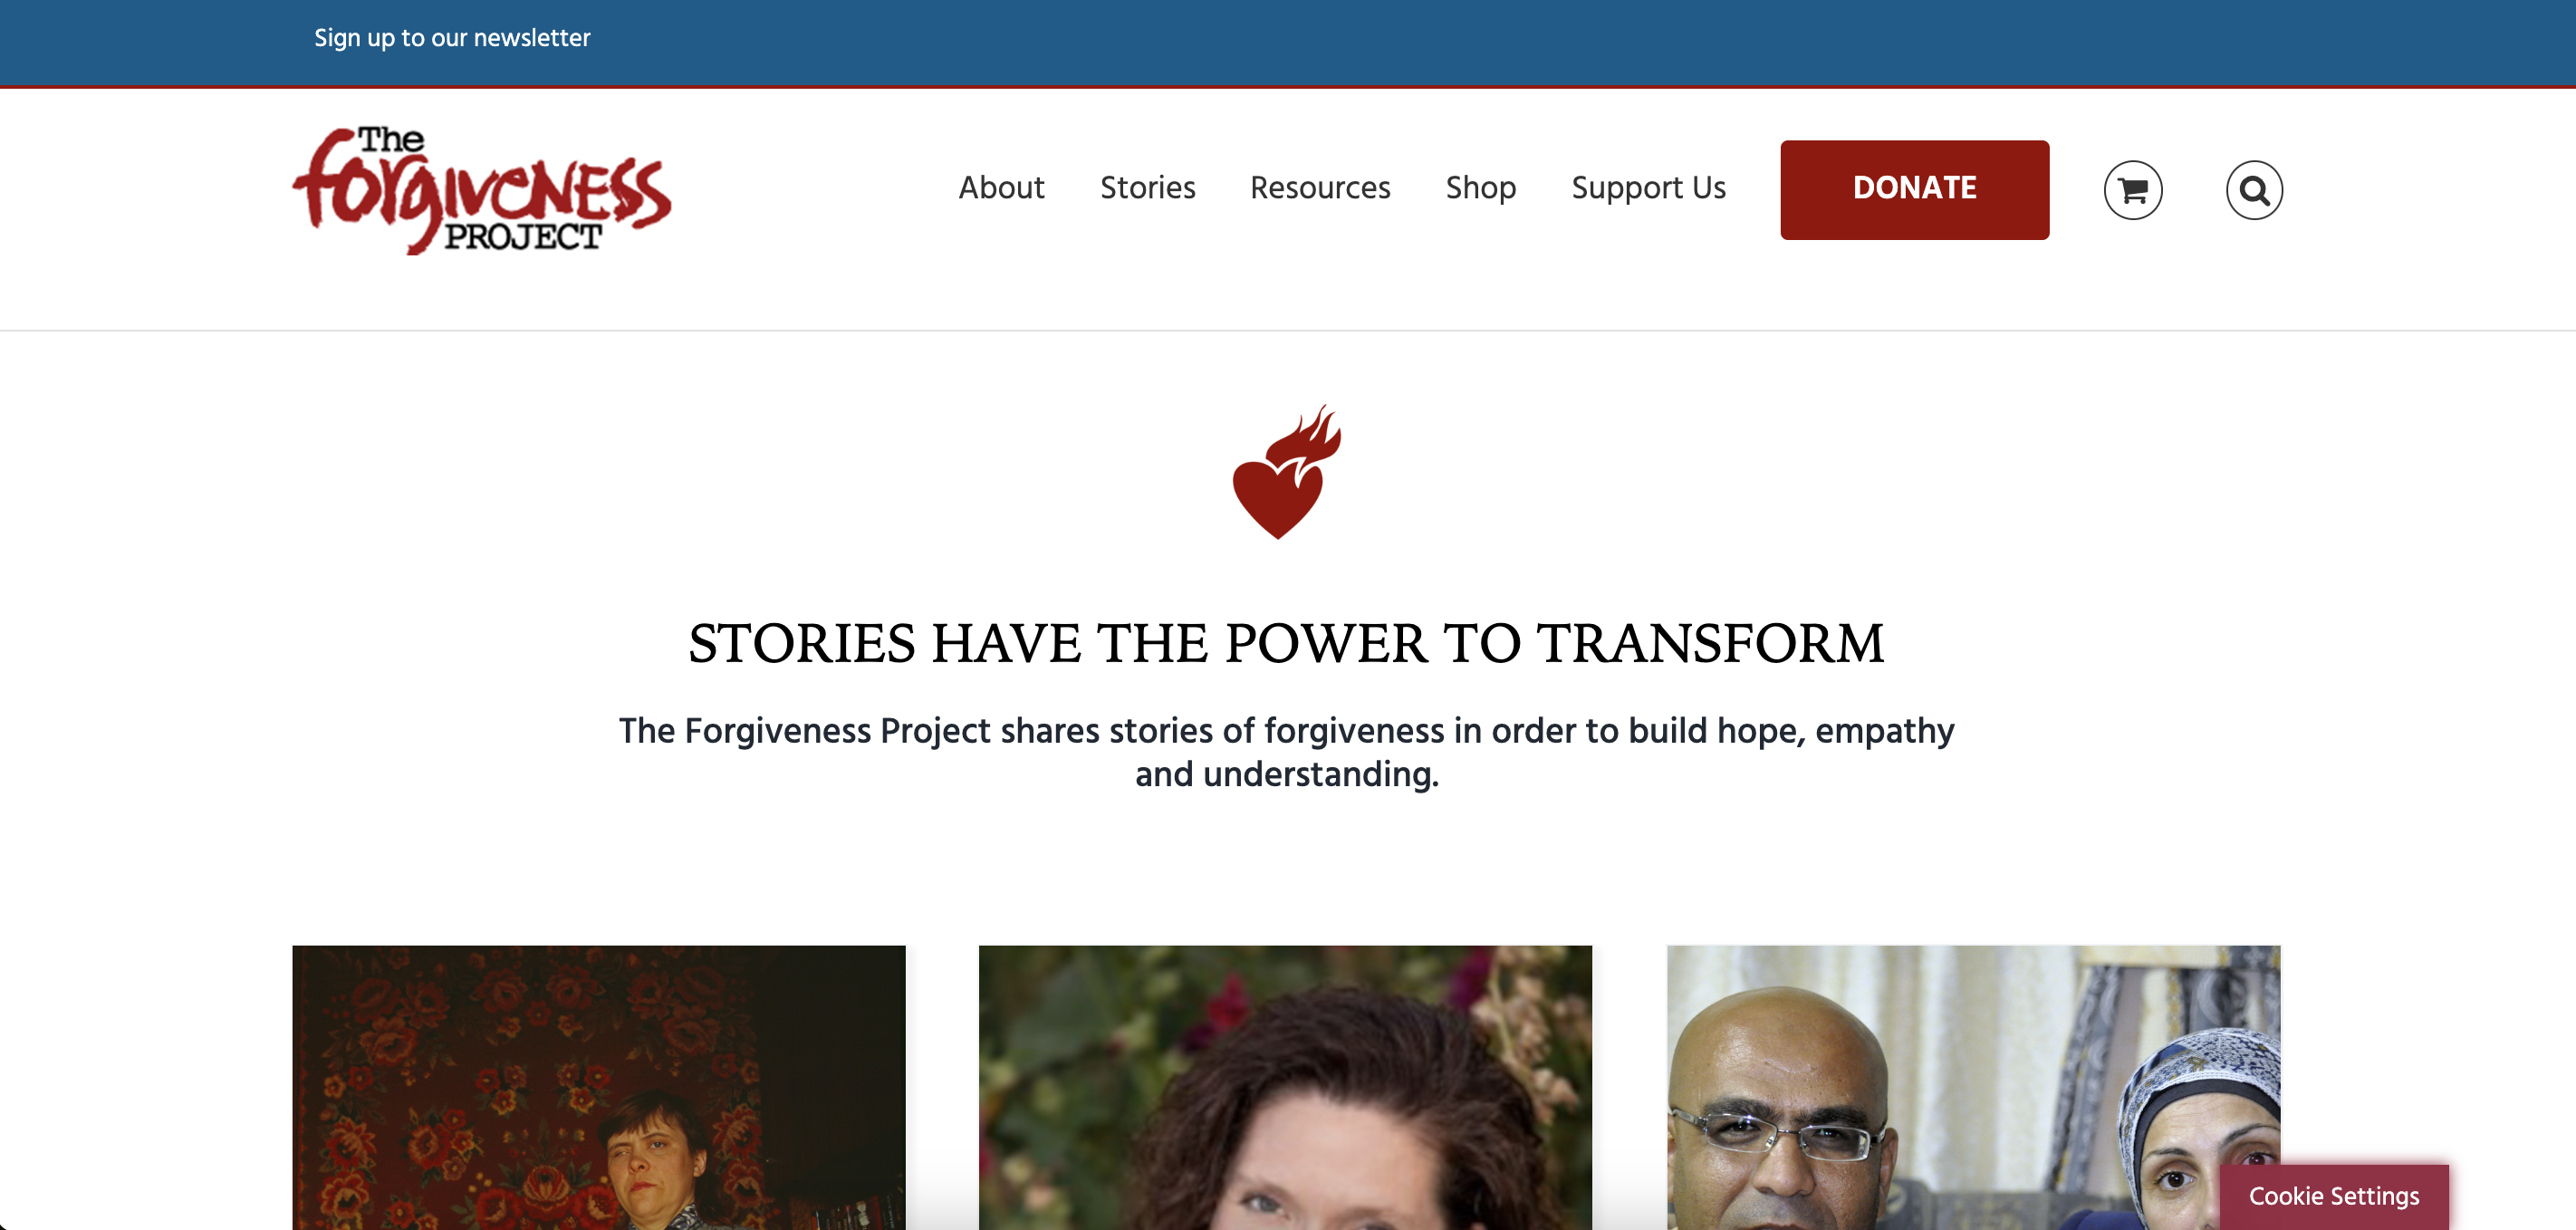 Sign up to our newsletter
The
forgiveness
PROJECT
About Stories Resources Shop Support Us DONATE
STORIES HAVE THE POWER TO TRANSFORM
The Forgiveness Project shares stories of forgiveness in order to build hope, empathy
and understanding.
Cookie Settings